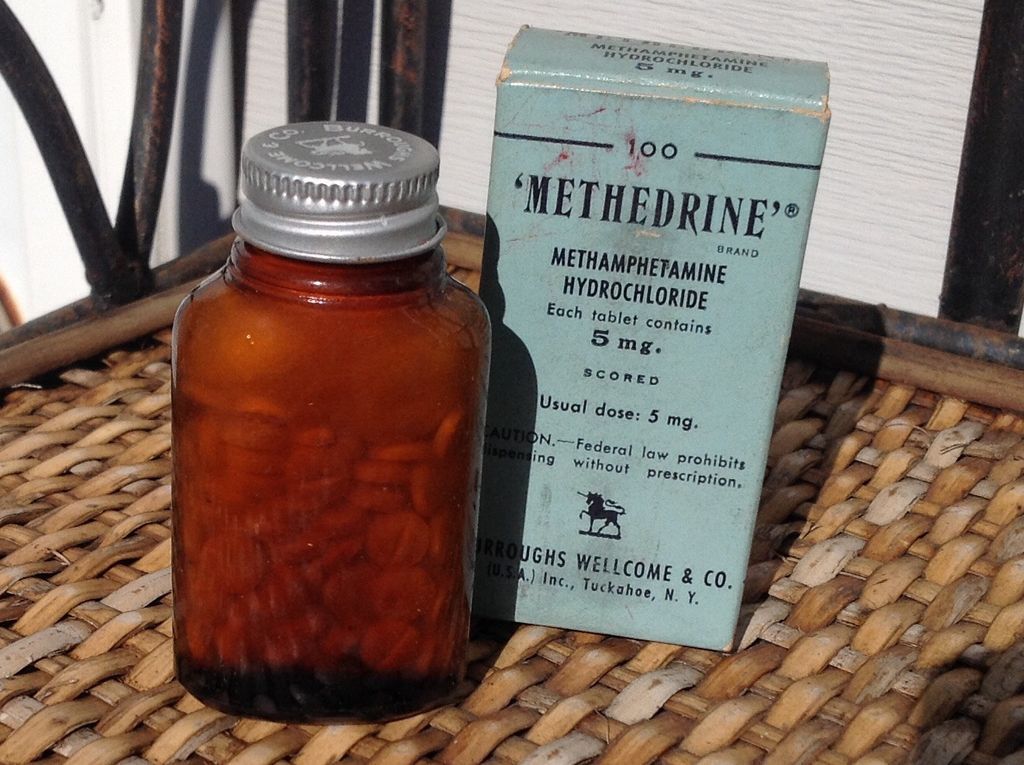 BURROUGHS WELLCOME & CO.
METHAMPHETAMINE
HYDROCHLORIDE
5 mg.
100
'METHEDRINE'®
BRAND
METHAMPHETAMINE
HYDROCHLORIDE
Each tablet contains
5 mg.
SCORED
Usual dose: 5 mg.
CAUTION.—Federal law prohibits
dispensing without prescription.
BURROUGHS WELLCOME & CO.
(U.S.A.) Inc., Tuckahoe, N. Y.